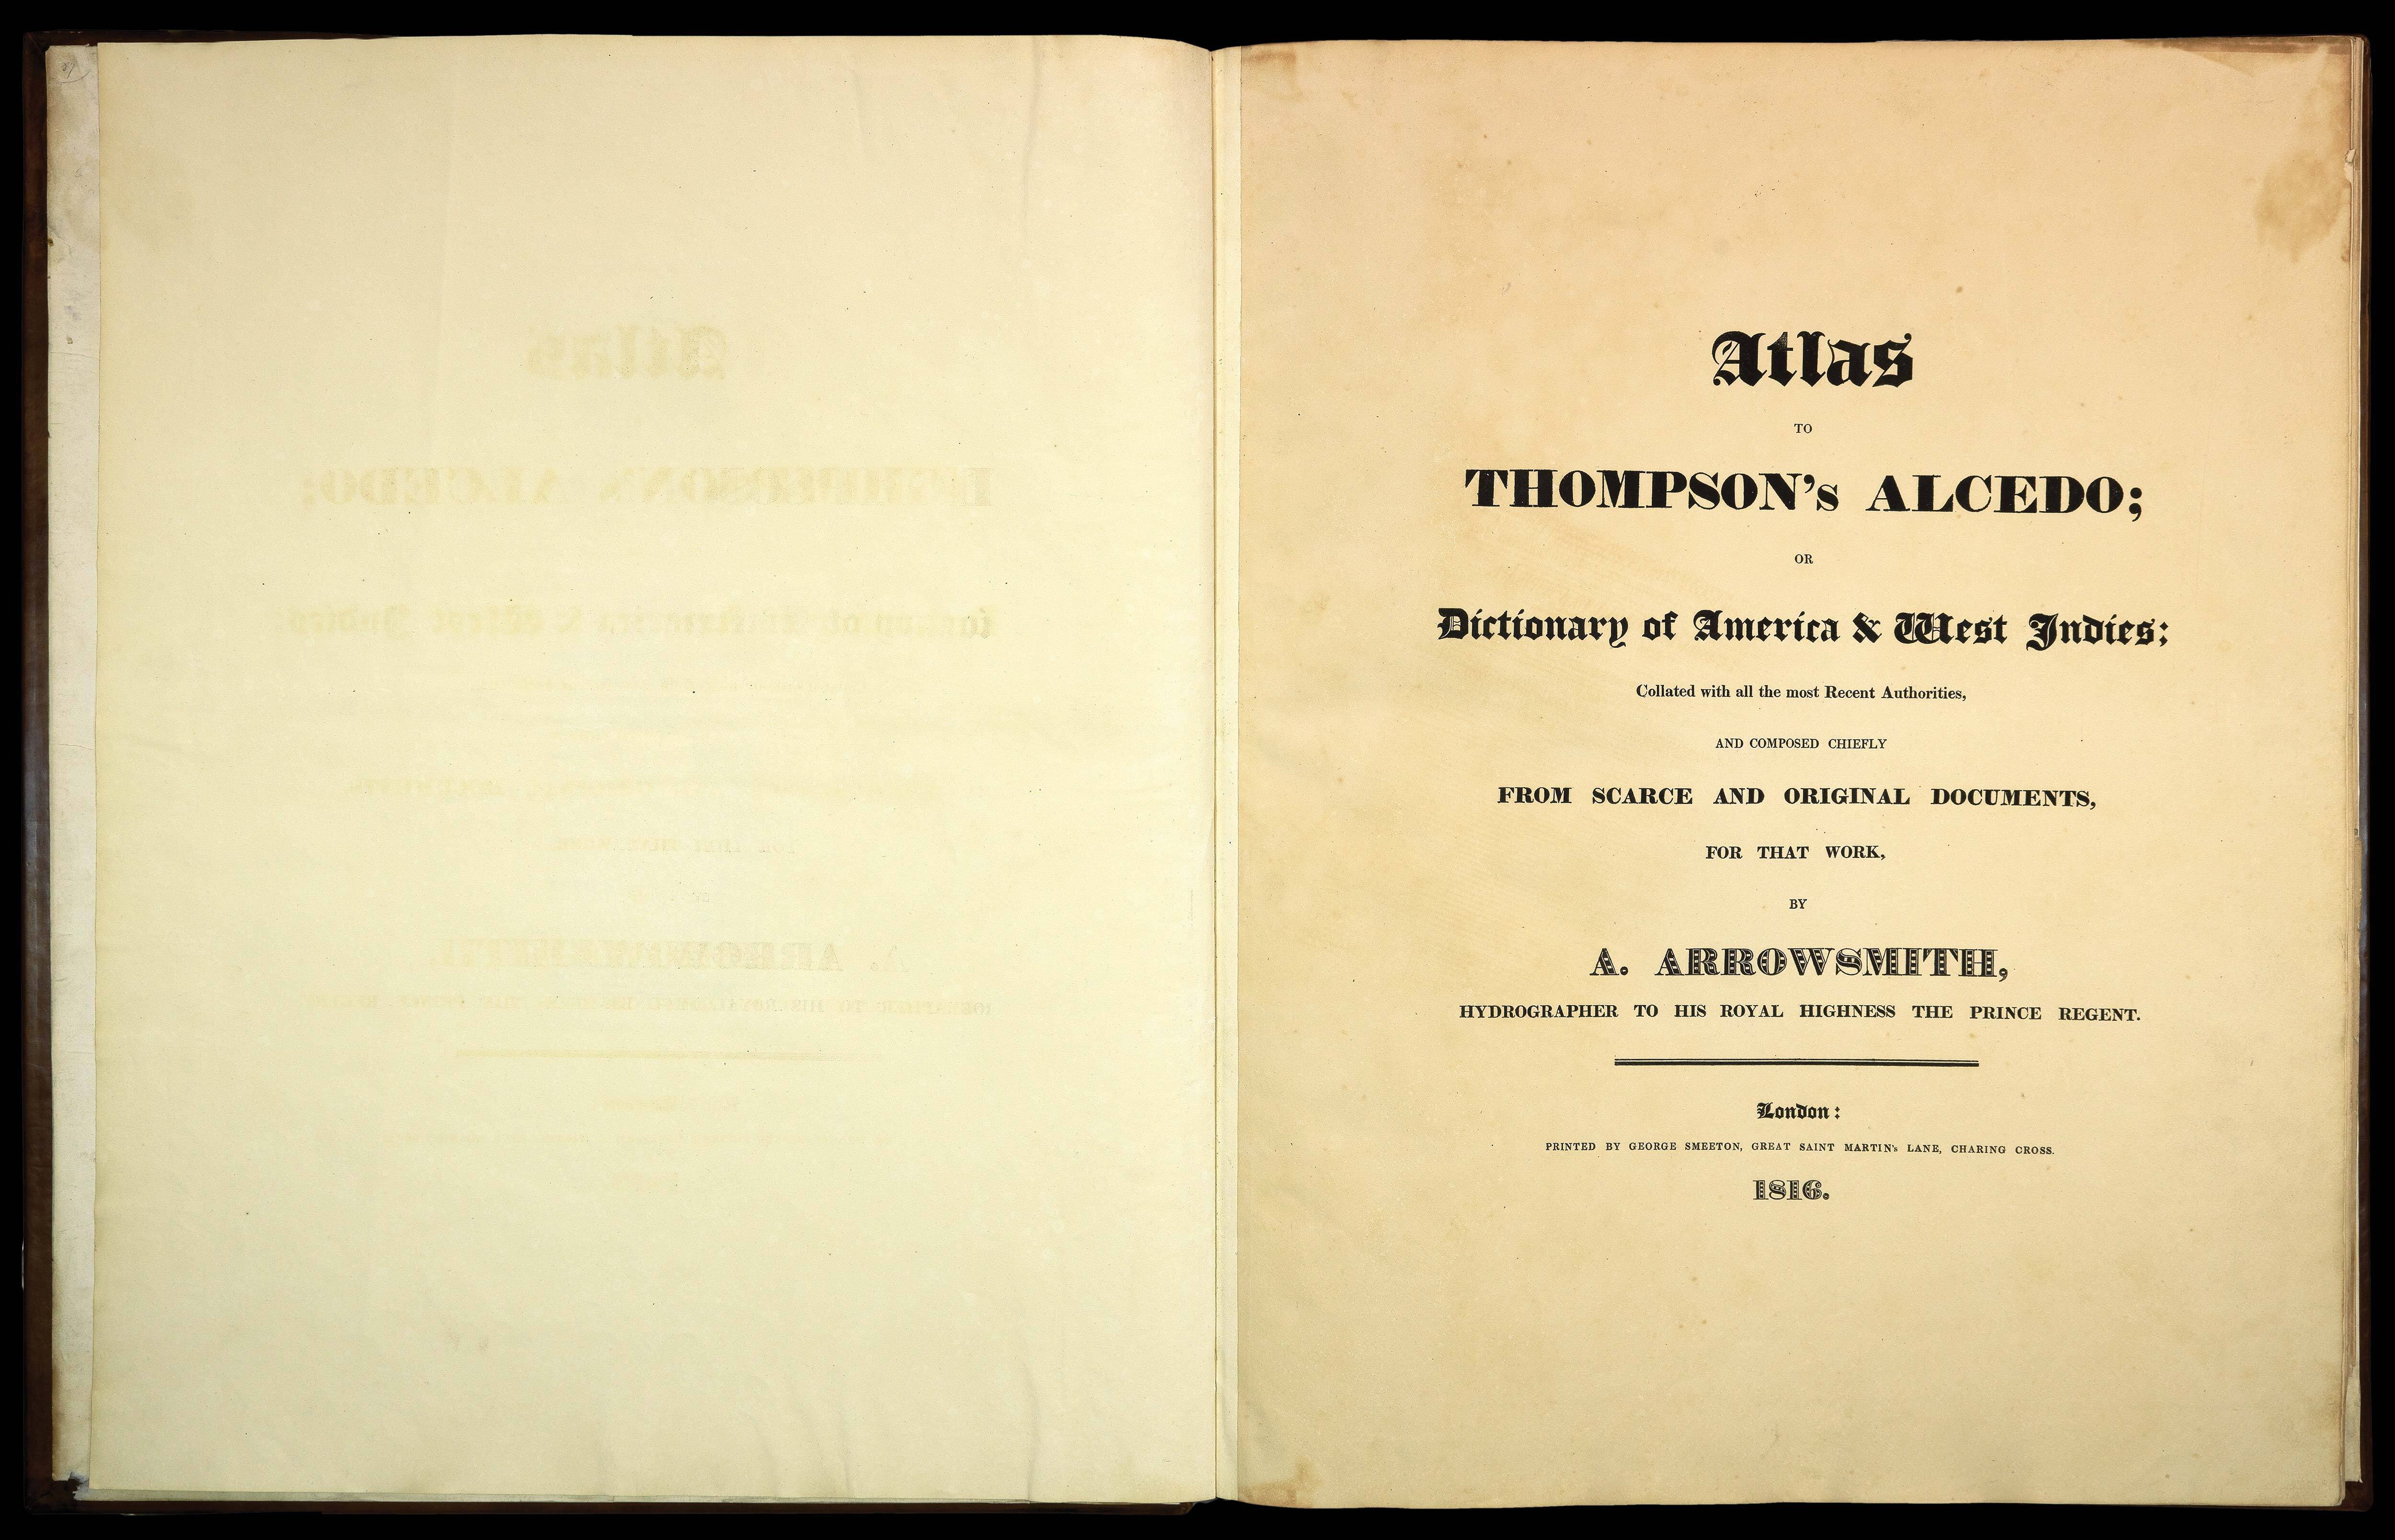 Atlas
TO
THOMPSON's ALCEDO;
OR
Dictionary of America & West Indies;
Collated with all the most Recent Authorities,
AND COMPOSED CHIEFLY
FROM SCARCE AND ORIGINAL DOCUMENTS,
FOR THAT WORK,
BY
A. ARROWSMITH,
HYDROGRAPHER TO HIS ROYAL HIGHNESS THE PRINCE REGENT.
London:
PRINTED BY GEORGE SMEETON, GREAT SAINT MARTIN's LANE, CHARING CROSS.
1816.